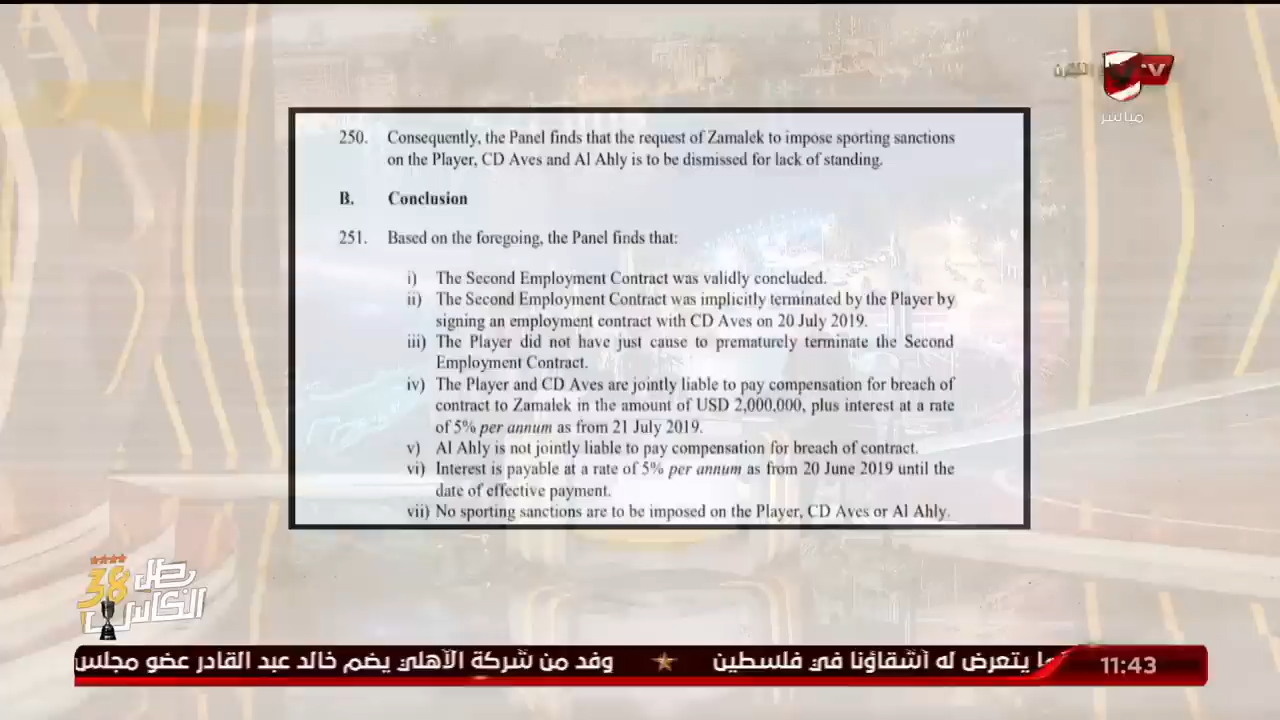 TV
مباشر
250. Consequently, the Panel finds that the request of Zamalek to impose sporting sanctions
on the Player, CD Aves and Al Ahly is to be dismissed for lack of standing.
B. Conclusion
251. Based on the foregoing, the Panel finds that:
i) The Second Employment Contract was validly concluded.
ii) The Second Employment Contract was implicitly terminated by the Player by
signing an employment contract with CD Aves on 20 July 2019.
iii) The Player did not have just cause to prematurely terminate the Second
Employment Contract.
iv) The Player and CD Aves are jointly liable to pay compensation for breach of
contract to Zamalek in the amount of USD 2,000,000, plus interest at a rate
of 5% per annum as from 21 July 2019.
v) Al Ahly is not jointly liable to pay compensation for breach of contract.
vi) Interest is payable at a rate of 5% per annum as from 20 June 2019 until the
date of effective payment.
vii) No sporting sanctions are to be imposed on the Player, CD Aves or Al Ahly.
بطل
الكاس 38
يتعرض له أشقاؤنا في فلسطين ★ وفد من شركة الأهلي يضم خالد عبد القادر عضو مجلس
11:43